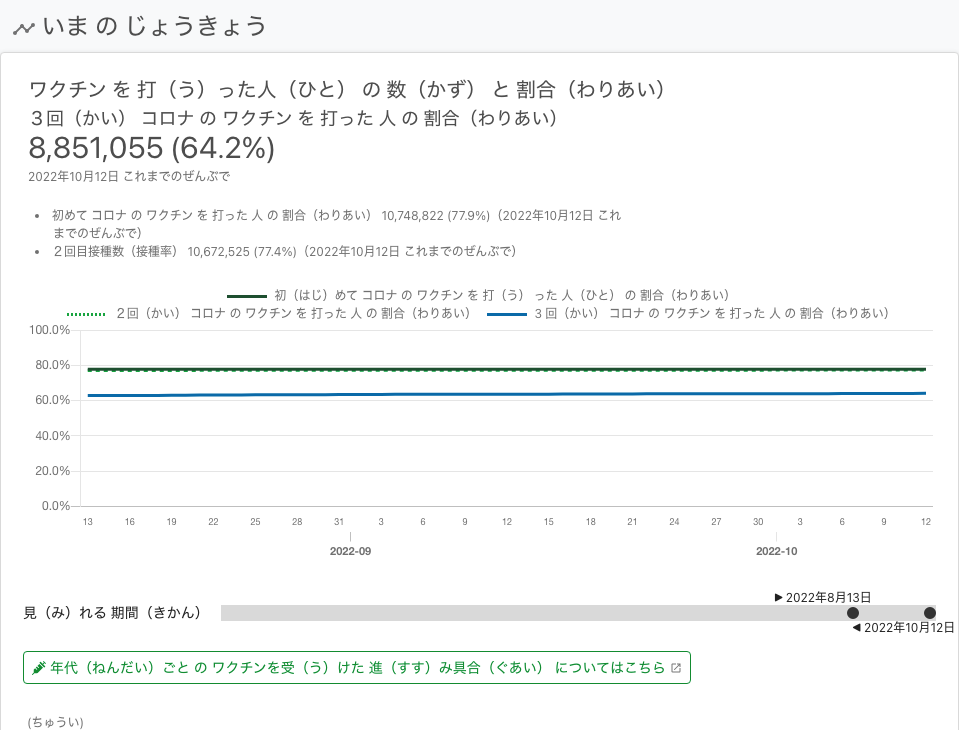 いま の じょうきょう
ワクチン を 打（う）った人（ひと） の 数（かず） と 割合（わりあい）
３回（かい） コロナ の ワクチン を 打った 人 の 割合（わりあい）
8,851,055 (64.2%)
2022年10月12日 これまでのぜんぶで
• 初めて コロナ の ワクチン を 打った 人 の 割合（わりあい） 10,748,822 (77.9%)（2022年10月12日 これ
までのぜんぶで）
• ２回目接種数（接種率） 10,672,525 (77.4%)（2022年10月12日 これまでのぜんぶで）
初（はじ）めて コロナ の ワクチン を 打（う） った 人（ひと） の 割合（わりあい）
２回（かい） コロナ の ワクチン を 打った 人 の 割合（わりあい） ３回（かい） コロナ の ワクチン を 打った 人 の 割合（わりあい）
100.0%
80.0%
60.0%
40.0%
20.0%
0.0%
13 16 19 22 25 28 31 3 6 9 12 15 18 21 24 27 30 3 6 9 12
2022-09 2022-10
▶ 2022年8月13日
見（み）れる 期間（きかん）
◀ 2022年10月12日
年代（ねんだい）ごと の ワクチンを受（う）けた 進（すす）み具合（ぐあい） についてはこちら
(ちゅうい)